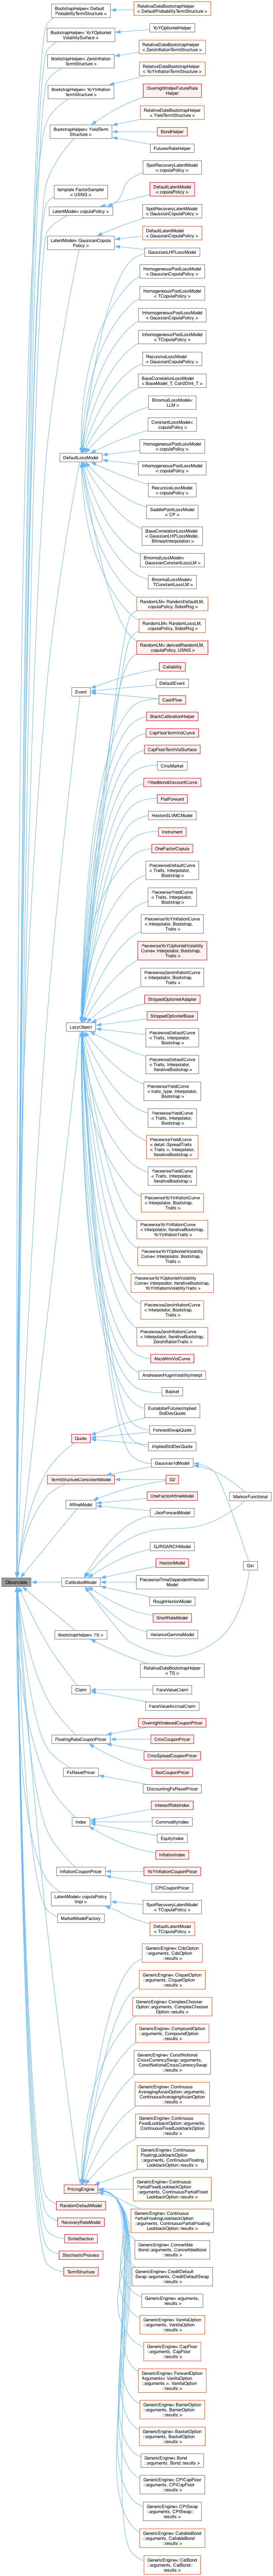 BootstrapHelper< Default
ProbabilityTermStructure >
RelativeDateBootstrapHelper
< DefaultProbabilityTermStructure >
BootstrapHelper< YoYOptionlet
VolatilitySurface >
YoYOptionletHelper
BootstrapHelper< ZeroInflation
TermStructure >
RelativeDateBootstrapHelper
< ZeroInflationTermStructure >
BootstrapHelper< YoYInflation
TermStructure >
RelativeDateBootstrapHelper
< YoYInflationTermStructure >
OvernightIndexFutureRate
Helper
BootstrapHelper< YieldTerm
Structure >
RelativeDateBootstrapHelper
< YieldTermStructure >
BondHelper
FuturesRateHelper
template FactorSampler
< USNG >
SpotRecoveryLatentModel
< copulaPolicy >
DefaultLatentModel
< copulaPolicy >
LatentModel< copulaPolicy >
SpotRecoveryLatentModel
< GaussianCopulaPolicy >
DefaultLatentModel
< GaussianCopulaPolicy >
LatentModel< GaussianCopula
Policy >
GaussianLHPLossModel
HomogeneousPoolLossModel
< GaussianCopulaPolicy >
HomogeneousPoolLossModel
< TCopulaPolicy >
InhomogeneousPoolLossModel
< GaussianCopulaPolicy >
InhomogeneousPoolLossModel
< TCopulaPolicy >
RecursiveLossModel
< GaussianCopulaPolicy >
BaseCorrelationLossModel
< BaseModel_T, Corr2DInt_T >
BinomialLossModel<
LLM >
ConstantLossModel<
copulaPolicy >
HomogeneousPoolLossModel
< copulaPolicy >
DefaultLossModel
InhomogeneousPoolLossModel
< copulaPolicy >
RecursiveLossModel
< copulaPolicy >
SaddlePointLossModel
< CP >
BaseCorrelationLossModel
< GaussianLHPLossModel,
BilinearInterpolation >
BinomialLossModel<
GaussianConstantLossLM >
BinomialLossModel<
TConstantLossLM >
RandomLM< RandomDefaultLM,
copulaPolicy, SobolRsg >
RandomLM< RandomLossLM,
copulaPolicy, SobolRsg >
RandomLM< derivedRandomLM,
copulaPolicy, USNG >
Event
Callability
DefaultEvent
CashFlow
BlackCalibrationHelper
CapFloorTermVolCurve
CapFloorTermVolSurface
CmsMarket
FittedBondDiscountCurve
FlatForward
HestonSLVMCModel
Instrument
OneFactorCopula
PiecewiseDefaultCurve
< Traits, Interpolator,
Bootstrap >
PiecewiseYieldCurve
< Traits, Interpolator,
Bootstrap >
PiecewiseYoYInflationCurve
< Interpolator, Bootstrap,
Traits >
PiecewiseYoYOptionletVolatility
Curve< Interpolator, Bootstrap,
Traits >
PiecewiseZeroInflationCurve
< Interpolator, Bootstrap,
Traits >
StrippedOptionletAdapter
StrippedOptionletBase
LazyObject
PiecewiseDefaultCurve
< Traits, Interpolator,
Bootstrap >
PiecewiseDefaultCurve
< Traits, Interpolator,
IterativeBootstrap >
PiecewiseYieldCurve
< traits_type, Interpolator,
Bootstrap >
PiecewiseYieldCurve
< Traits, Interpolator,
Bootstrap >
PiecewiseYieldCurve
< detail::SpreadTraits
< Traits >, Interpolator,
IterativeBootstrap >
PiecewiseYieldCurve
< Traits, Interpolator,
IterativeBootstrap >
PiecewiseYoYInflationCurve
< Interpolator, Bootstrap,
Traits >
PiecewiseYoYInflationCurve
< Interpolator, IterativeBootstrap,
YoYInflationTraits >
PiecewiseYoYOptionletVolatility
Curve< Interpolator, Bootstrap,
Traits >
PiecewiseYoYOptionletVolatility
Curve< Interpolator, IterativeBootstrap,
YoYInflationVolatilityTraits >
PiecewiseZeroInflationCurve
< Interpolator, Bootstrap,
Traits >
PiecewiseZeroInflationCurve
< Interpolator, IterativeBootstrap,
ZeroInflationTraits >
AbcdAtmVolCurve
AndreasenHugeVolatilityInterpl
Basket
EurodollarFuturesImplied
StdDevQuote
Quote
ForwardSwapQuote
ImpliedStdDevQuote
Gaussian1dModel
TermStructureConsistentModel
G2
Gsr
OneFactorAffineModel
MarkovFunctional
AffineModel
LiborForwardModel
GJRGARCHModel
HestonModel
Observable
CalibratedModel
PiecewiseTimeDependentHeston
Model
RoughHestonModel
ShortRateModel
VarianceGammaModel
BootstrapHelper< TS >
RelativeDateBootstrapHelper
< TS >
Claim
FaceValueClaim
FaceValueAccrualClaim
OvernightIndexedCouponPricer
FloatingRateCouponPricer
CmsCouponPricer
CmsSpreadCouponPricer
IborCouponPricer
FxResetPricer
DiscountingFxResetPricer
InterestRateIndex
Index
CommodityIndex
EquityIndex
InflationIndex
InflationCouponPricer
YoYInflationCouponPricer
CPICouponPricer
LatentModel< copulaPolicy
Impl >
SpotRecoveryLatentModel
< TCopulaPolicy >
MarketModelFactory
DefaultLatentModel
< TCopulaPolicy >
GenericEngine< CdsOption
::arguments, CdsOption
::results >
GenericEngine< CliquetOption
::arguments, CliquetOption
::results >
GenericEngine< ComplexChooser
Option::arguments, ComplexChooser
Option::results >
GenericEngine< CompoundOption
::arguments, CompoundOption
::results >
GenericEngine< ConstNotional
CrossCurrencySwap::arguments,
ConstNotionalCrossCurrencySwap
::results >
GenericEngine< Continuous
AveragingAsianOption::arguments,
ContinuousAveragingAsianOption
::results >
GenericEngine< Continuous
FixedLookbackOption::arguments,
ContinuousFixedLookbackOption
::results >
GenericEngine< Continuous
FloatingLookbackOption
::arguments, ContinuousFloating
LookbackOption::results >
PricingEngine
GenericEngine< Continuous
PartialFixedLookbackOption
::arguments, ContinuousPartialFixed
LookbackOption::results >
RandomDefaultModel
GenericEngine< Continuous
PartialFloatingLookbackOption
::arguments, ContinuousPartialFloating
LookbackOption::results >
RecoveryRateModel
SmileSection
GenericEngine< Convertible
Bond::arguments, ConvertibleBond
::results >
StochasticProcess
TermStructure
GenericEngine< CreditDefault
Swap::arguments, CreditDefaultSwap
::results >
GenericEngine< arguments,
results >
GenericEngine< VanillaOption
::arguments, VanillaOption
::results >
GenericEngine< CapFloor
::arguments, CapFloor
::results >
GenericEngine< ForwardOption
Arguments< VanillaOption
::arguments >, VanillaOption
::results >
GenericEngine< BarrierOption
::arguments, BarrierOption
::results >
GenericEngine< BasketOption
::arguments, BasketOption
::results >
GenericEngine< Bond
::arguments, Bond::results >
GenericEngine< CPICapFloor
::arguments, CPICapFloor
::results >
GenericEngine< CPISwap
::arguments, CPISwap::
results >
GenericEngine< CallableBond
::arguments, CallableBond
::results >
GenericEngine< CatBond
::arguments, CatBond::
results >